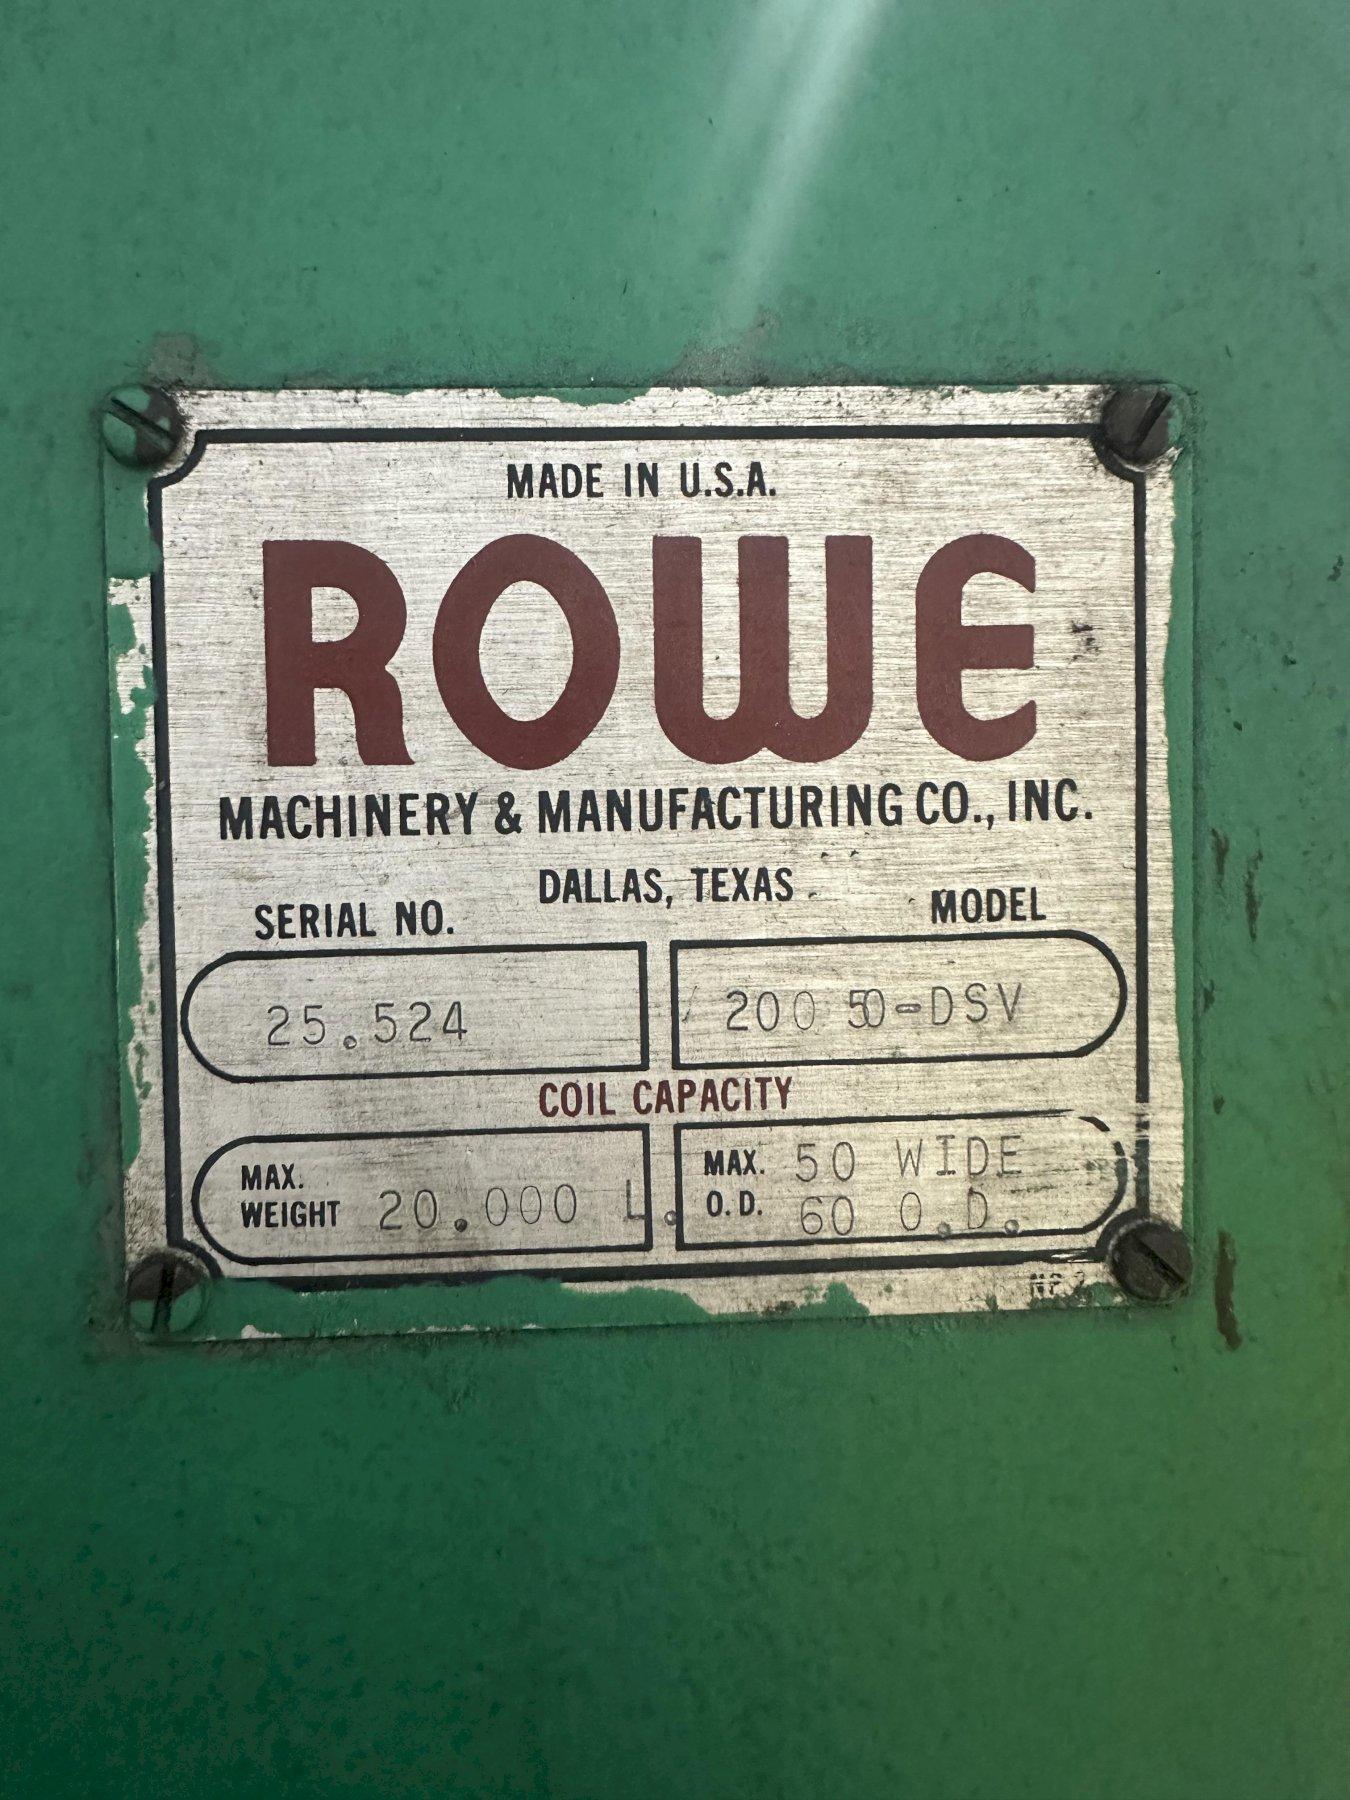 MADE IN U.S.A.
ROWE
MACHINERY & MANUFACTURING CO., INC.
DALLAS, TEXAS
SERIAL NO. MODEL
25.524 200 50-DSV
COIL CAPACITY
MAX. WEIGHT 20.000 L.
MAX. O.D. 50 WIDE
60 O.D.